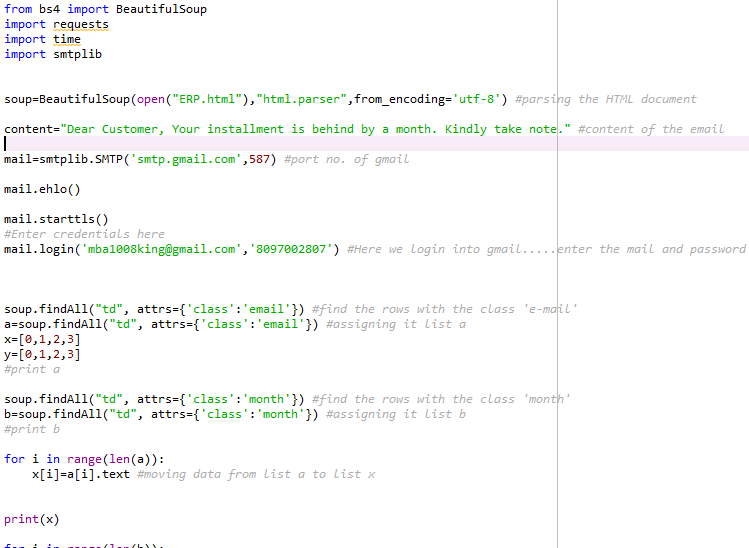 from bs4 import BeautifulSoup
import requests
import time
import smtplib
soup=BeautifulSoup(open("ERP.html"),"html.parser",from_encoding='utf-8') #parsing the HTML document
content="Dear Customer, Your installment is behind by a month. Kindly take note." #content of the email
mail=smtplib.SMTP('smtp.gmail.com',587) #port no. of gmail
mail.ehlo()
mail.starttls()
#Enter credentials here
mail.login('mba1008king@gmail.com','8097002807') #Here we login into gmail.....enter the mail and password
soup.findAll("td", attrs={'class':'email'}) #find the rows with the class 'e-mail'
a=soup.findAll("td", attrs={'class':'email'}) #assigning it list a
x=[0,1,2,3]
y=[0,1,2,3]
#print a
soup.findAll("td", attrs={'class':'month'}) #find the rows with the class 'month'
b=soup.findAll("td", attrs={'class':'month'}) #assigning it list b
#print b
for i in range(len(a)):
    x[i]=a[i].text #moving data from list a to list x
print(x)
for i in range(len(b)):